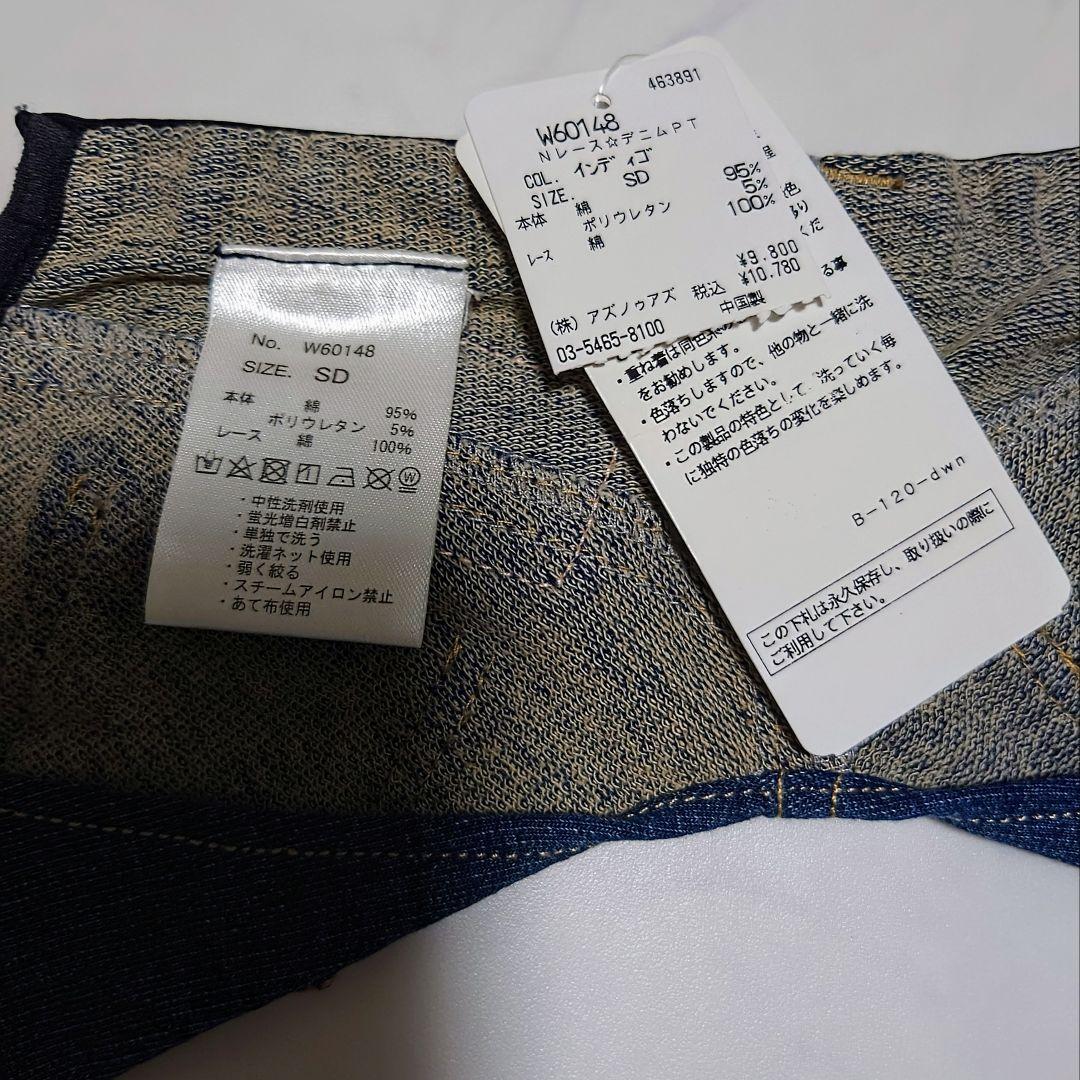 463891
W60148
Nレース☆デニムPT
COL. インディゴ
SIZE. SD
本体 綿 95%
ポリウレタン 5%
レース 綿 100%
¥9.800
税込 ¥10.780
(株)アズノゥアズ 中国製
03-5465-8100
る事
・重ね着は同色系の
をお勧めします。
・色落ちしますので、他の物と一緒に洗
わないでください。
・この製品の特色として、洗っていく毎
に独特の色落ちの変化を楽しめます。
B-120-dwn
この下札は永久保存し、取り扱いの際に
ご利用して下さい。
No. W60148
SIZE. SD
本体 綿 95%
ポリウレタン 5%
レース 綿 100%
・中性洗剤使用
・蛍光増白剤禁止
・単独で洗う
・洗濯ネット使用
・弱く絞る
・スチームアイロン禁止
・あて布使用